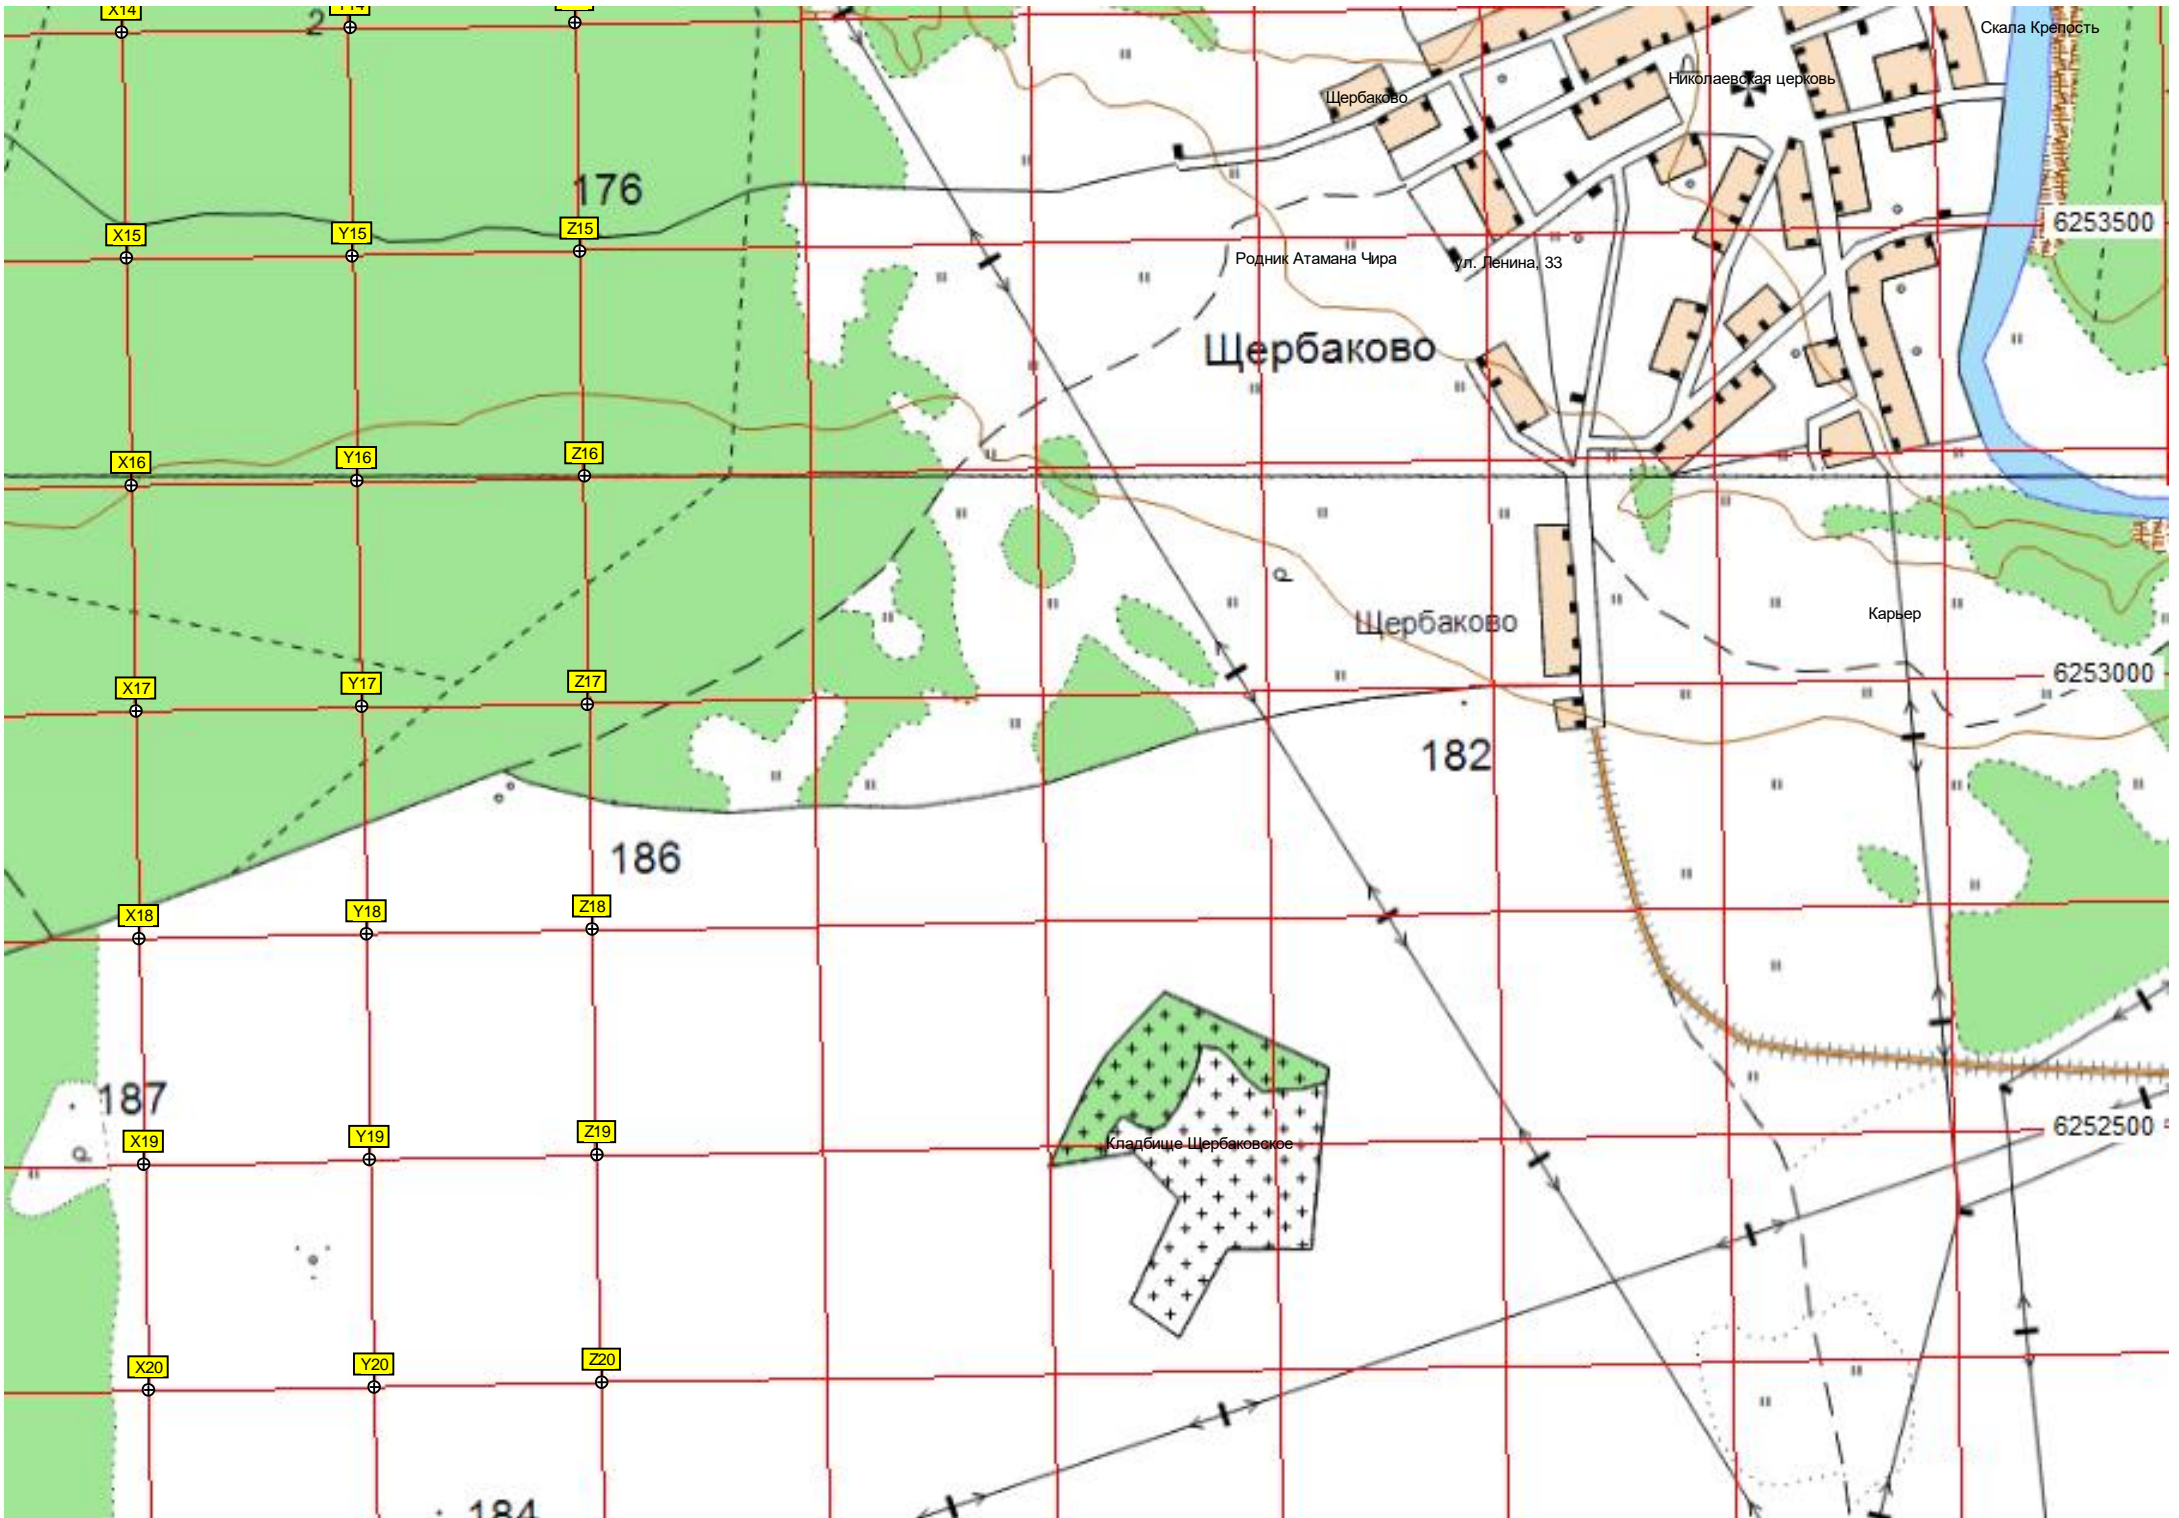 X14
2
Скала Крепость
Николаевская церковь
Щербаково
176
X15
Y15
Z15
6253500
Родник Атамана Чира
ул. Ленина, 33
Щербаково
X16
Y16
Z16
Щербаково
Карьер
X17
Y17
Z17
6253000
182
186
X18
Y18
Z18
187
X19
Y19
Z19
Кладбище Щербаковское
6252500
X20
Y20
Z20
184